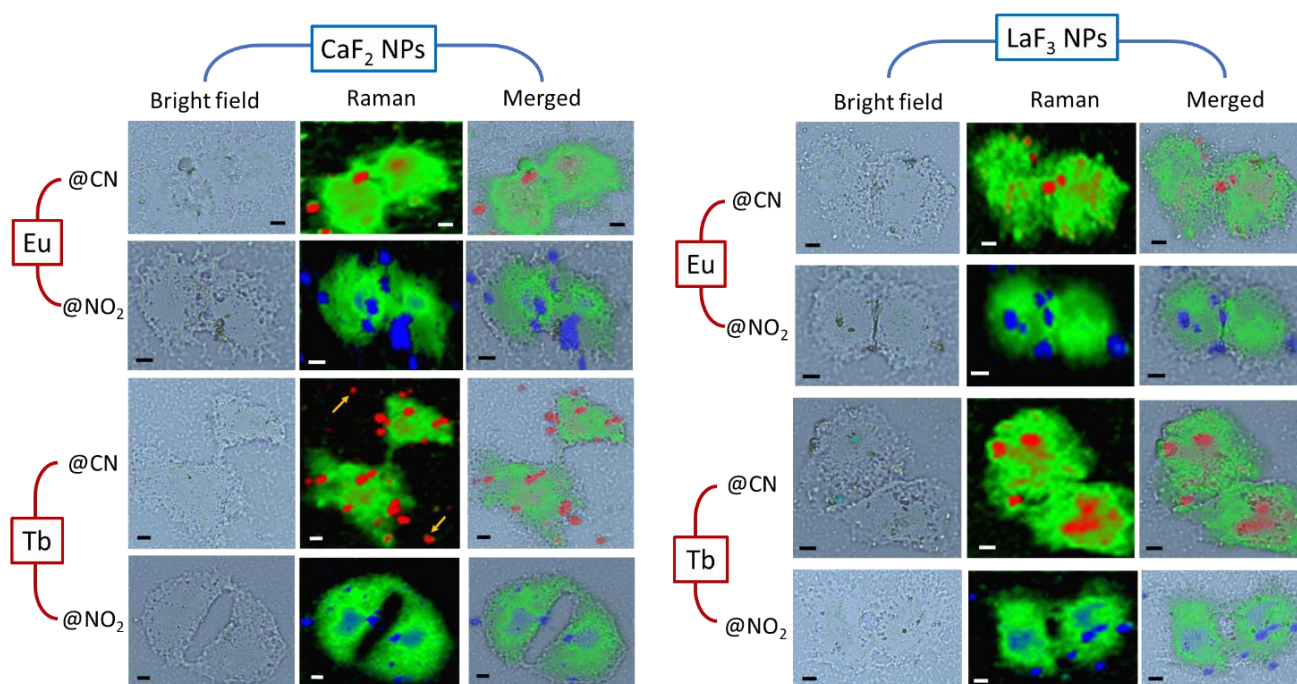 CaF₂ NPs
Bright field Raman Merged
Eu
@CN
@NO₂
Tb
@CN
@NO₂
LaF₃ NPs
Bright field Raman Merged
Eu
@CN
@NO₂
Tb
@CN
@NO₂